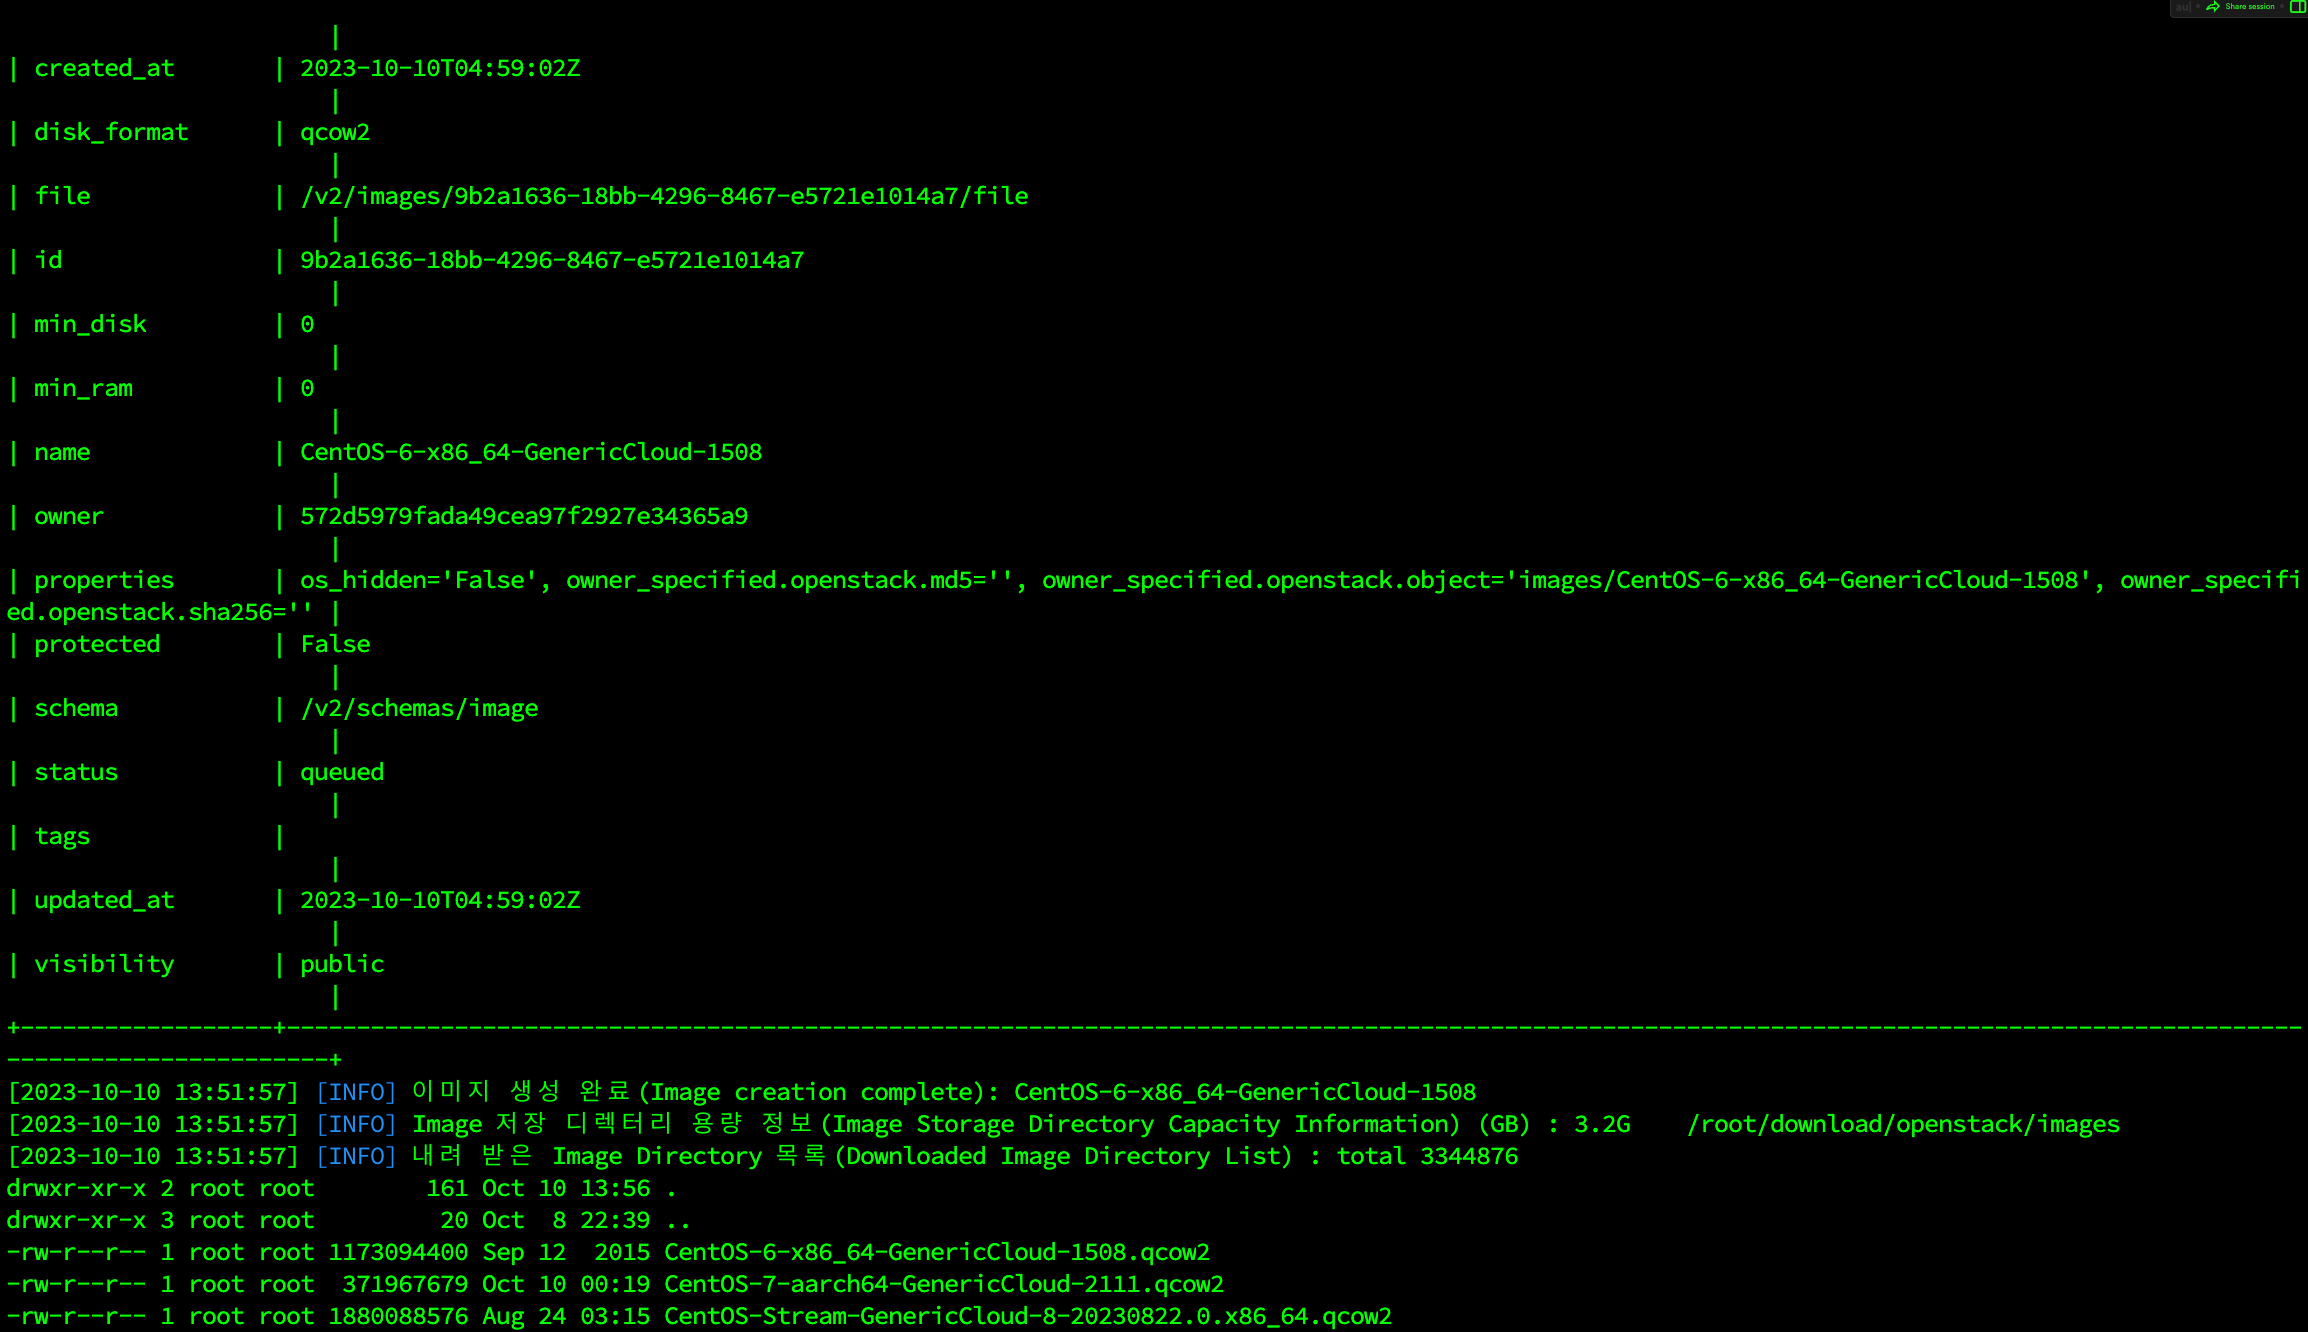 au| Share session
|
| created_at | 2023-10-10T04:59:02Z
|
| disk_format | qcow2
|
| file | /v2/images/9b2a1636-18bb-4296-8467-e5721e1014a7/file
|
| id | 9b2a1636-18bb-4296-8467-e5721e1014a7
|
| min_disk | 0
|
| min_ram | 0
|
| name | CentOS-6-x86_64-GenericCloud-1508
|
| owner | 572d5979fada49cea97f2927e34365a9
|
| properties | os_hidden='False', owner_specified.openstack.md5='', owner_specified.openstack.object='images/CentOS-6-x86_64-GenericCloud-1508', owner_specifi
ed.openstack.sha256='' |
| protected | False
|
| schema | /v2/schemas/image
|
| status | queued
|
| tags |
|
| updated_at | 2023-10-10T04:59:02Z
|
| visibility | public
|
+------------------+------------------------------------------------------------------------------------------------------------------------------------------------
-----------------------+
[2023-10-10 13:51:57] [INFO] 이미지 생성 완료(Image creation complete): CentOS-6-x86_64-GenericCloud-1508
[2023-10-10 13:51:57] [INFO] Image 저장 디렉터리 용량 정보(Image Storage Directory Capacity Information) (GB) : 3.2G /root/download/openstack/images
[2023-10-10 13:51:57] [INFO] 내려 받은 Image Directory 목록(Downloaded Image Directory List) : total 3344876
drwxr-xr-x 2 root root 161 Oct 10 13:56 .
drwxr-xr-x 3 root root 20 Oct 8 22:39 ..
-rw-r--r-- 1 root root 1173094400 Sep 12 2015 CentOS-6-x86_64-GenericCloud-1508.qcow2
-rw-r--r-- 1 root root 371967679 Oct 10 00:19 CentOS-7-aarch64-GenericCloud-2111.qcow2
-rw-r--r-- 1 root root 1880088576 Aug 24 03:15 CentOS-Stream-GenericCloud-8-20230822.0.x86_64.qcow2